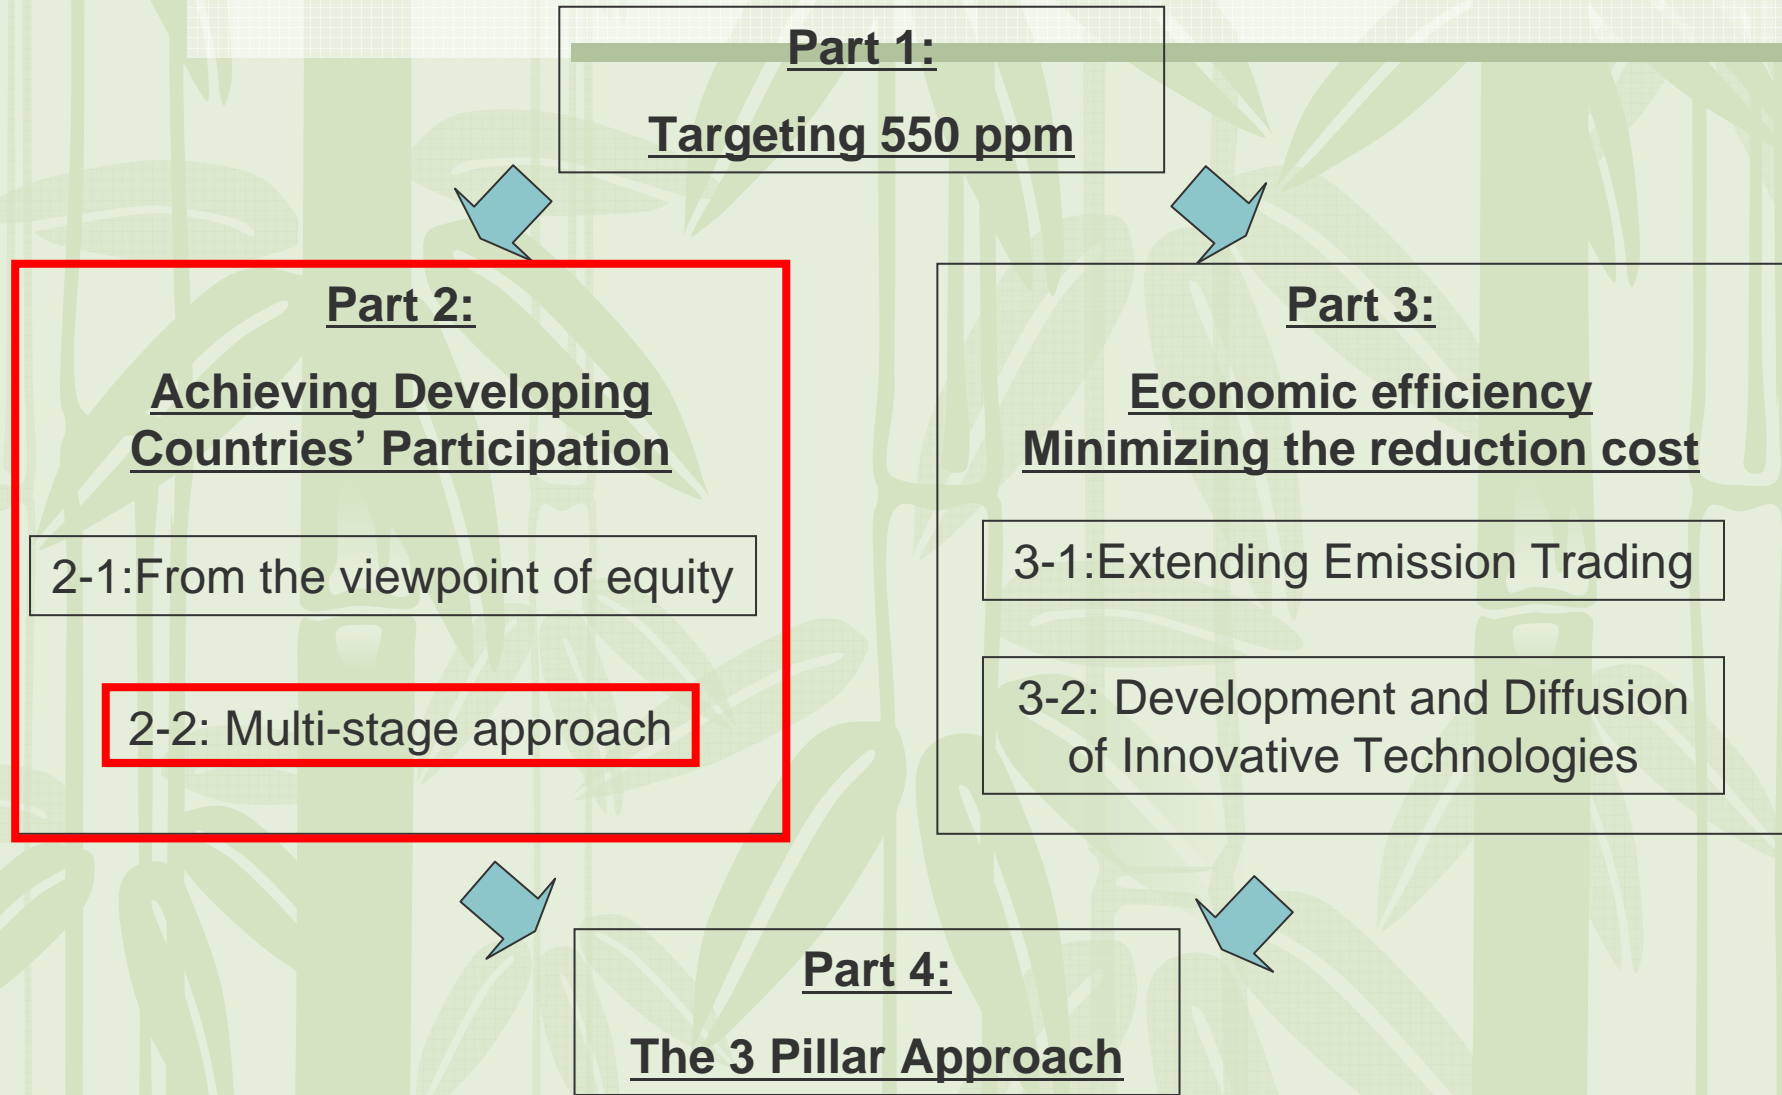 Part 1:
Targeting 550 ppm
Part 2:
Achieving Developing
Countries’ Participation
2-1:From the viewpoint of equity
2-2: Multi-stage approach
Part 3:
Economic efficiency
Minimizing the reduction cost
3-1:Extending Emission Trading
3-2: Development and Diffusion
of Innovative Technologies
Part 4:
The 3 Pillar Approach